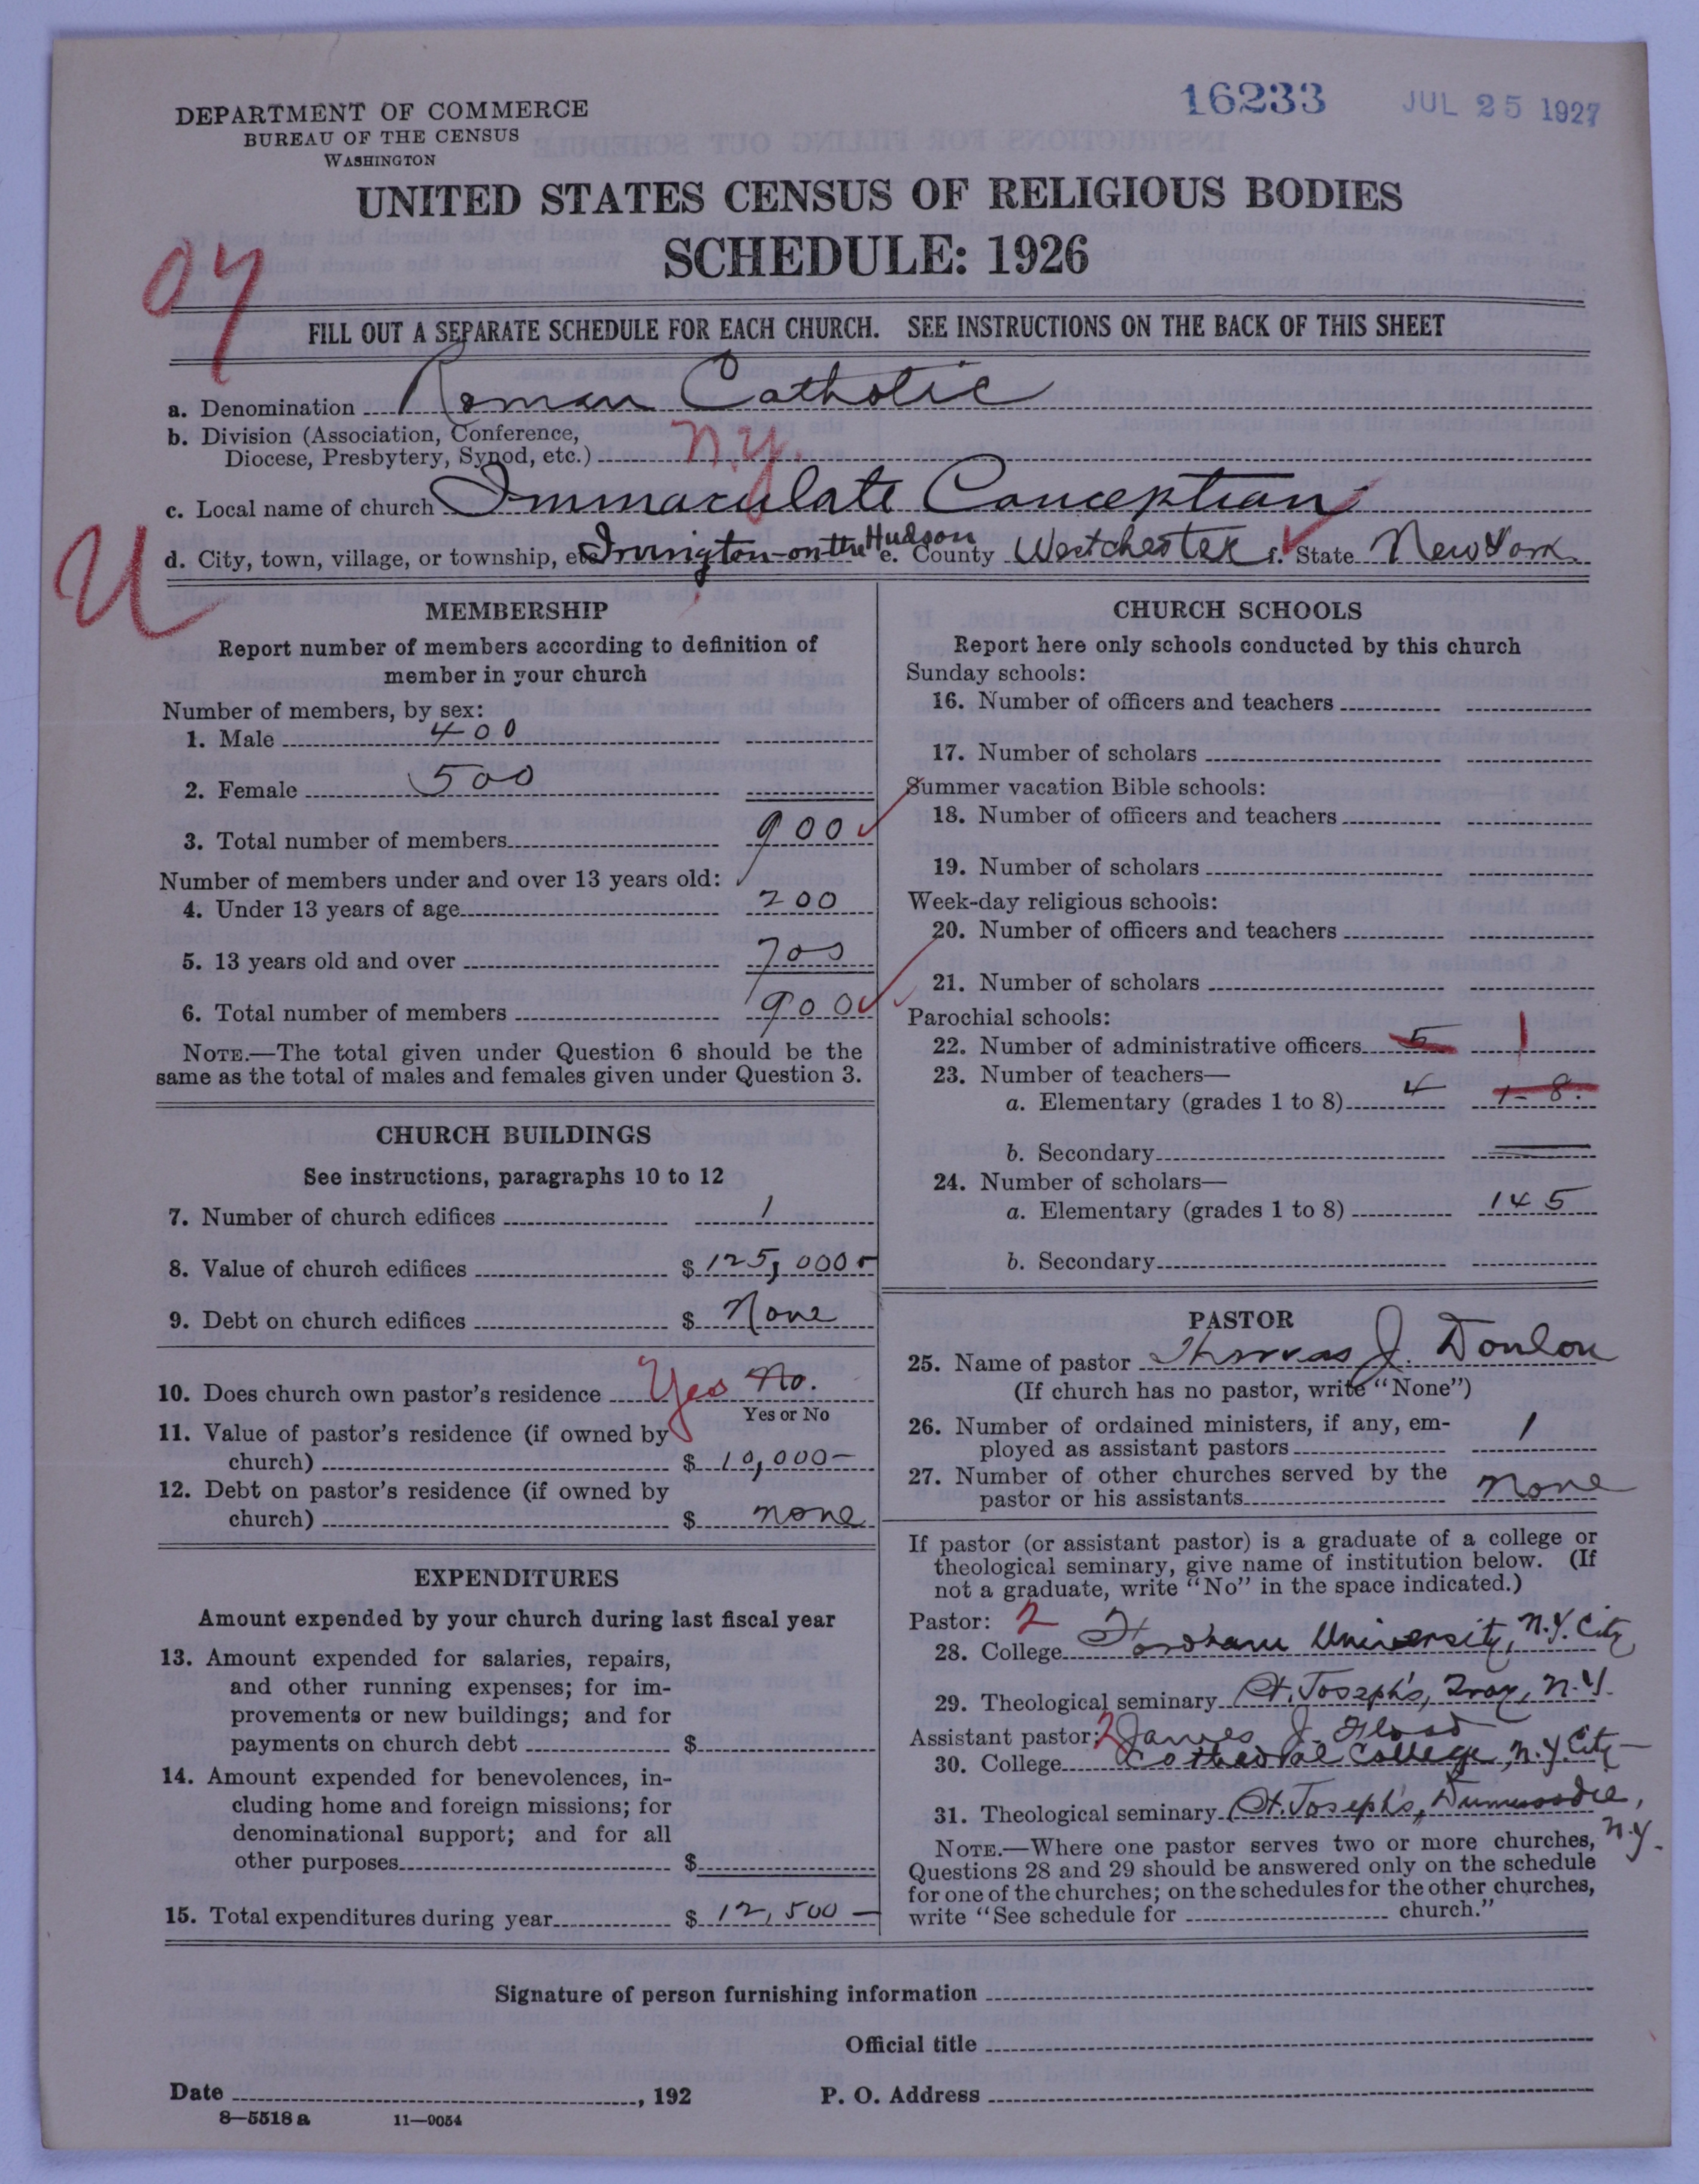 16233 JUL 25 1927
DEPARTMENT OF COMMERCE
BUREAU OF THE CENSUS
WASHINGTON
UNITED STATES CENSUS OF RELIGIOUS BODIES
SCHEDULE: 1926
FILL OUT A SEPARATE SCHEDULE FOR EACH CHURCH. SEE INSTRUCTIONS ON THE BACK OF THIS SHEET
a. Denomination Roman Catholic
b. Division (Association, Conference,
Diocese, Presbytery, Synod, etc.) N.Y.
c. Local name of church Immaculate Conception
d. City, town, village, or township, etc Irvington-on-the Hudson e. County Westchester f. State New York
U
MEMBERSHIP
Report number of members according to definition of
member in your church
Number of members, by sex:
1. Male 400
2. Female 500
3. Total number of members 900
Number of members under and over 13 years old:
4. Under 13 years of age 200
5. 13 years old and over 700
6. Total number of members 900
NOTE.—The total given under Question 6 should be the
same as the total of males and females given under Question 3.
CHURCH BUILDINGS
See instructions, paragraphs 10 to 12
7. Number of church edifices 1
8. Value of church edifices $ 125,000-
9. Debt on church edifices $ None
10. Does church own pastor's residence Yes No.
Yes or No
11. Value of pastor's residence (if owned by
church) $ 10,000-
12. Debt on pastor's residence (if owned by
church) $ none
EXPENDITURES
Amount expended by your church during last fiscal year
13. Amount expended for salaries, repairs,
and other running expenses; for im-
provements or new buildings; and for
payments on church debt $
14. Amount expended for benevolences, in-
cluding home and foreign missions; for
denominational support; and for all
other purposes $
15. Total expenditures during year $ 12,500-
CHURCH SCHOOLS
Report here only schools conducted by this church
Sunday schools:
16. Number of officers and teachers
17. Number of scholars
Summer vacation Bible schools:
18. Number of officers and teachers
19. Number of scholars
Week-day religious schools:
20. Number of officers and teachers
21. Number of scholars
Parochial schools:
22. Number of administrative officers 5 1
23. Number of teachers—
a. Elementary (grades 1 to 8) 4 1-8.
b. Secondary
24. Number of scholars—
a. Elementary (grades 1 to 8) 145
b. Secondary
PASTOR
25. Name of pastor Thomas J. Donlon
(If church has no pastor, write "None")
26. Number of ordained ministers, if any, em-
ployed as assistant pastors 1
27. Number of other churches served by the
pastor or his assistants None
If pastor (or assistant pastor) is a graduate of a college or
theological seminary, give name of institution below. (If
not a graduate, write "No" in the space indicated.)
Pastor: 2
28. College Fordham University, N.Y. City
29. Theological seminary St. Joseph's, Troy, N.Y.
Assistant pastor: 2 James J. Flood
30. College Cathedral College, N.Y. City-
31. Theological seminary St. Joseph's, Dunwoodie,
N.Y.
NOTE.—Where one pastor serves two or more churches,
Questions 28 and 29 should be answered only on the schedule
for one of the churches; on the schedules for the other churches,
write "See schedule for church."
Signature of person furnishing information
Official title
Date , 192 P. O. Address
8—5518 a 11—9054